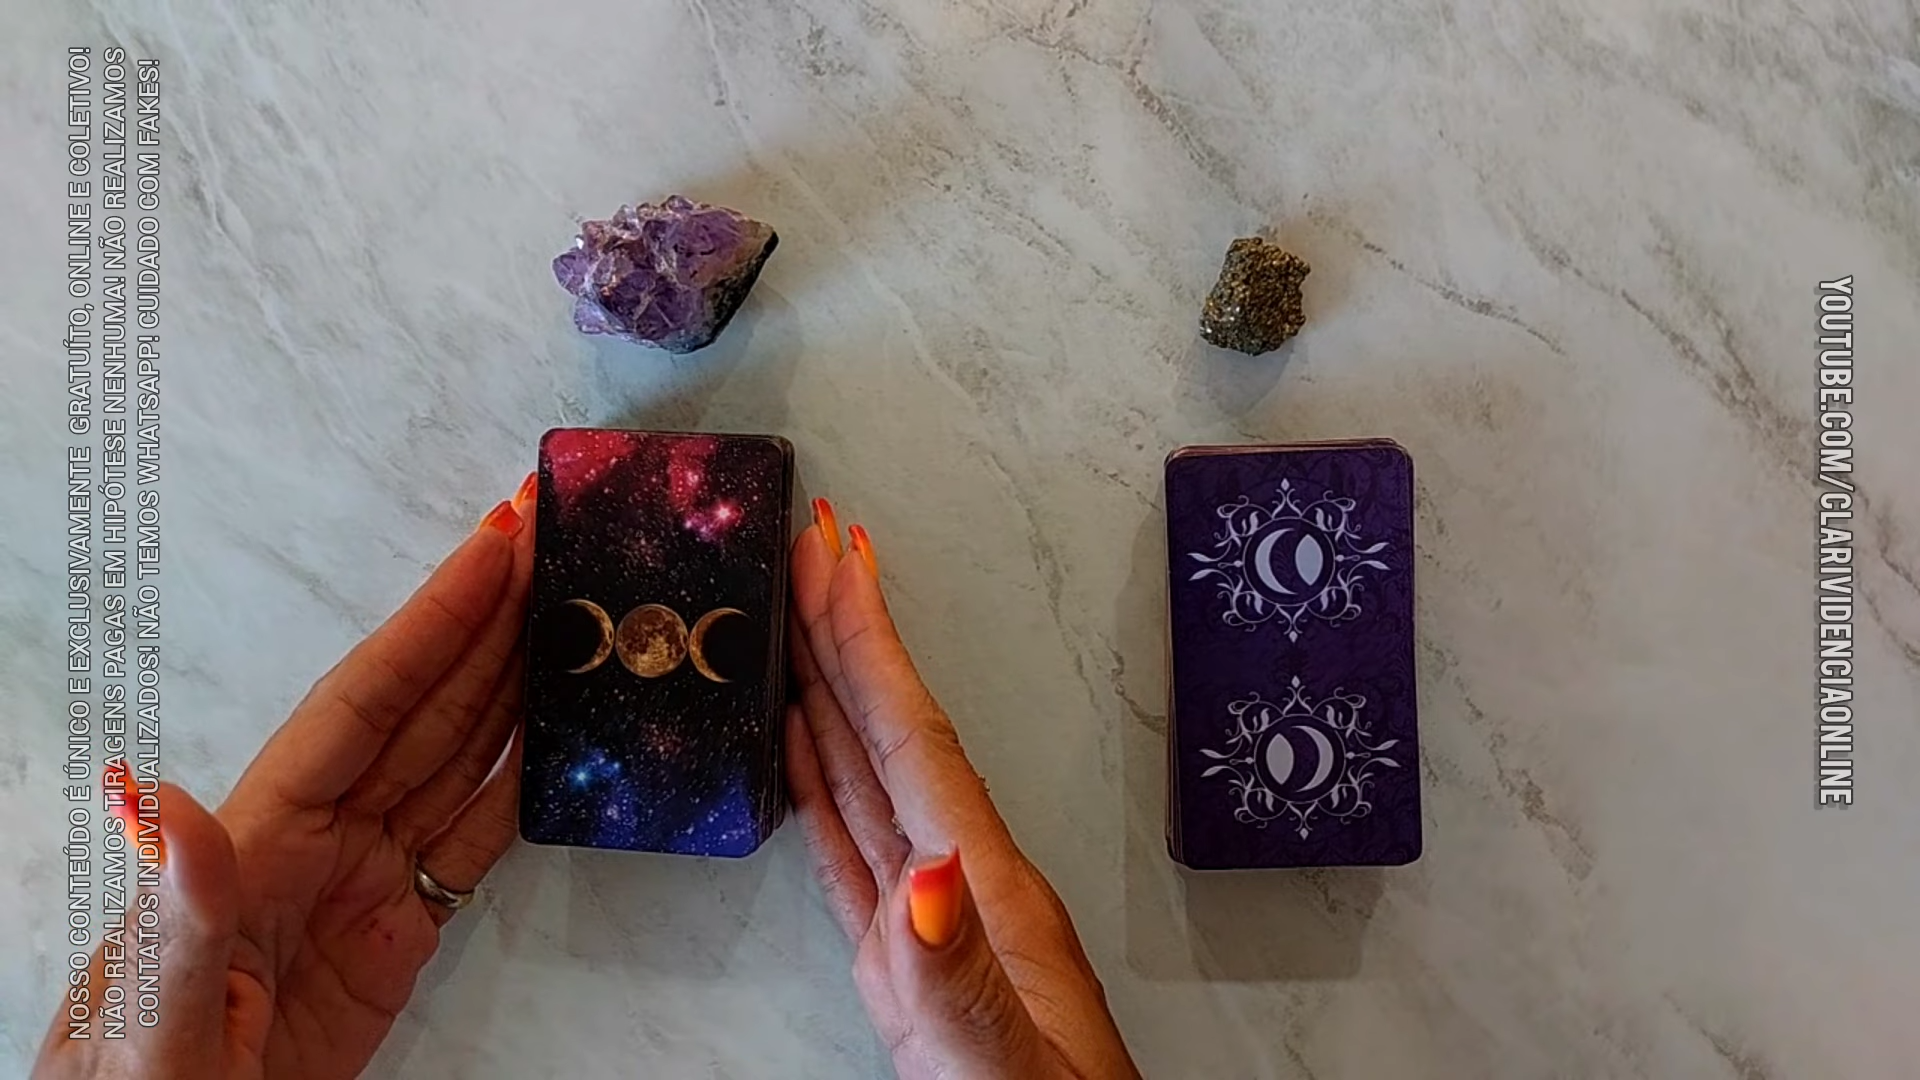 NOSSO CONTEÚDO É ÚNICO E EXCLUSIVAMENTE GRATUÍTO, ONLINE E COLETIVO!
NÃO REALIZAMOS TIRAGENS PAGAS EM HIPÓTESE NENHUMA! NÃO REALIZAMOS
CONTATOS INDIVIDUALIZADOS! NÃO TEMOS WHATSAPP! CUIDADO COM FAKES!
YOUTUBE.COM/CLARIVIDENCIAONLINE